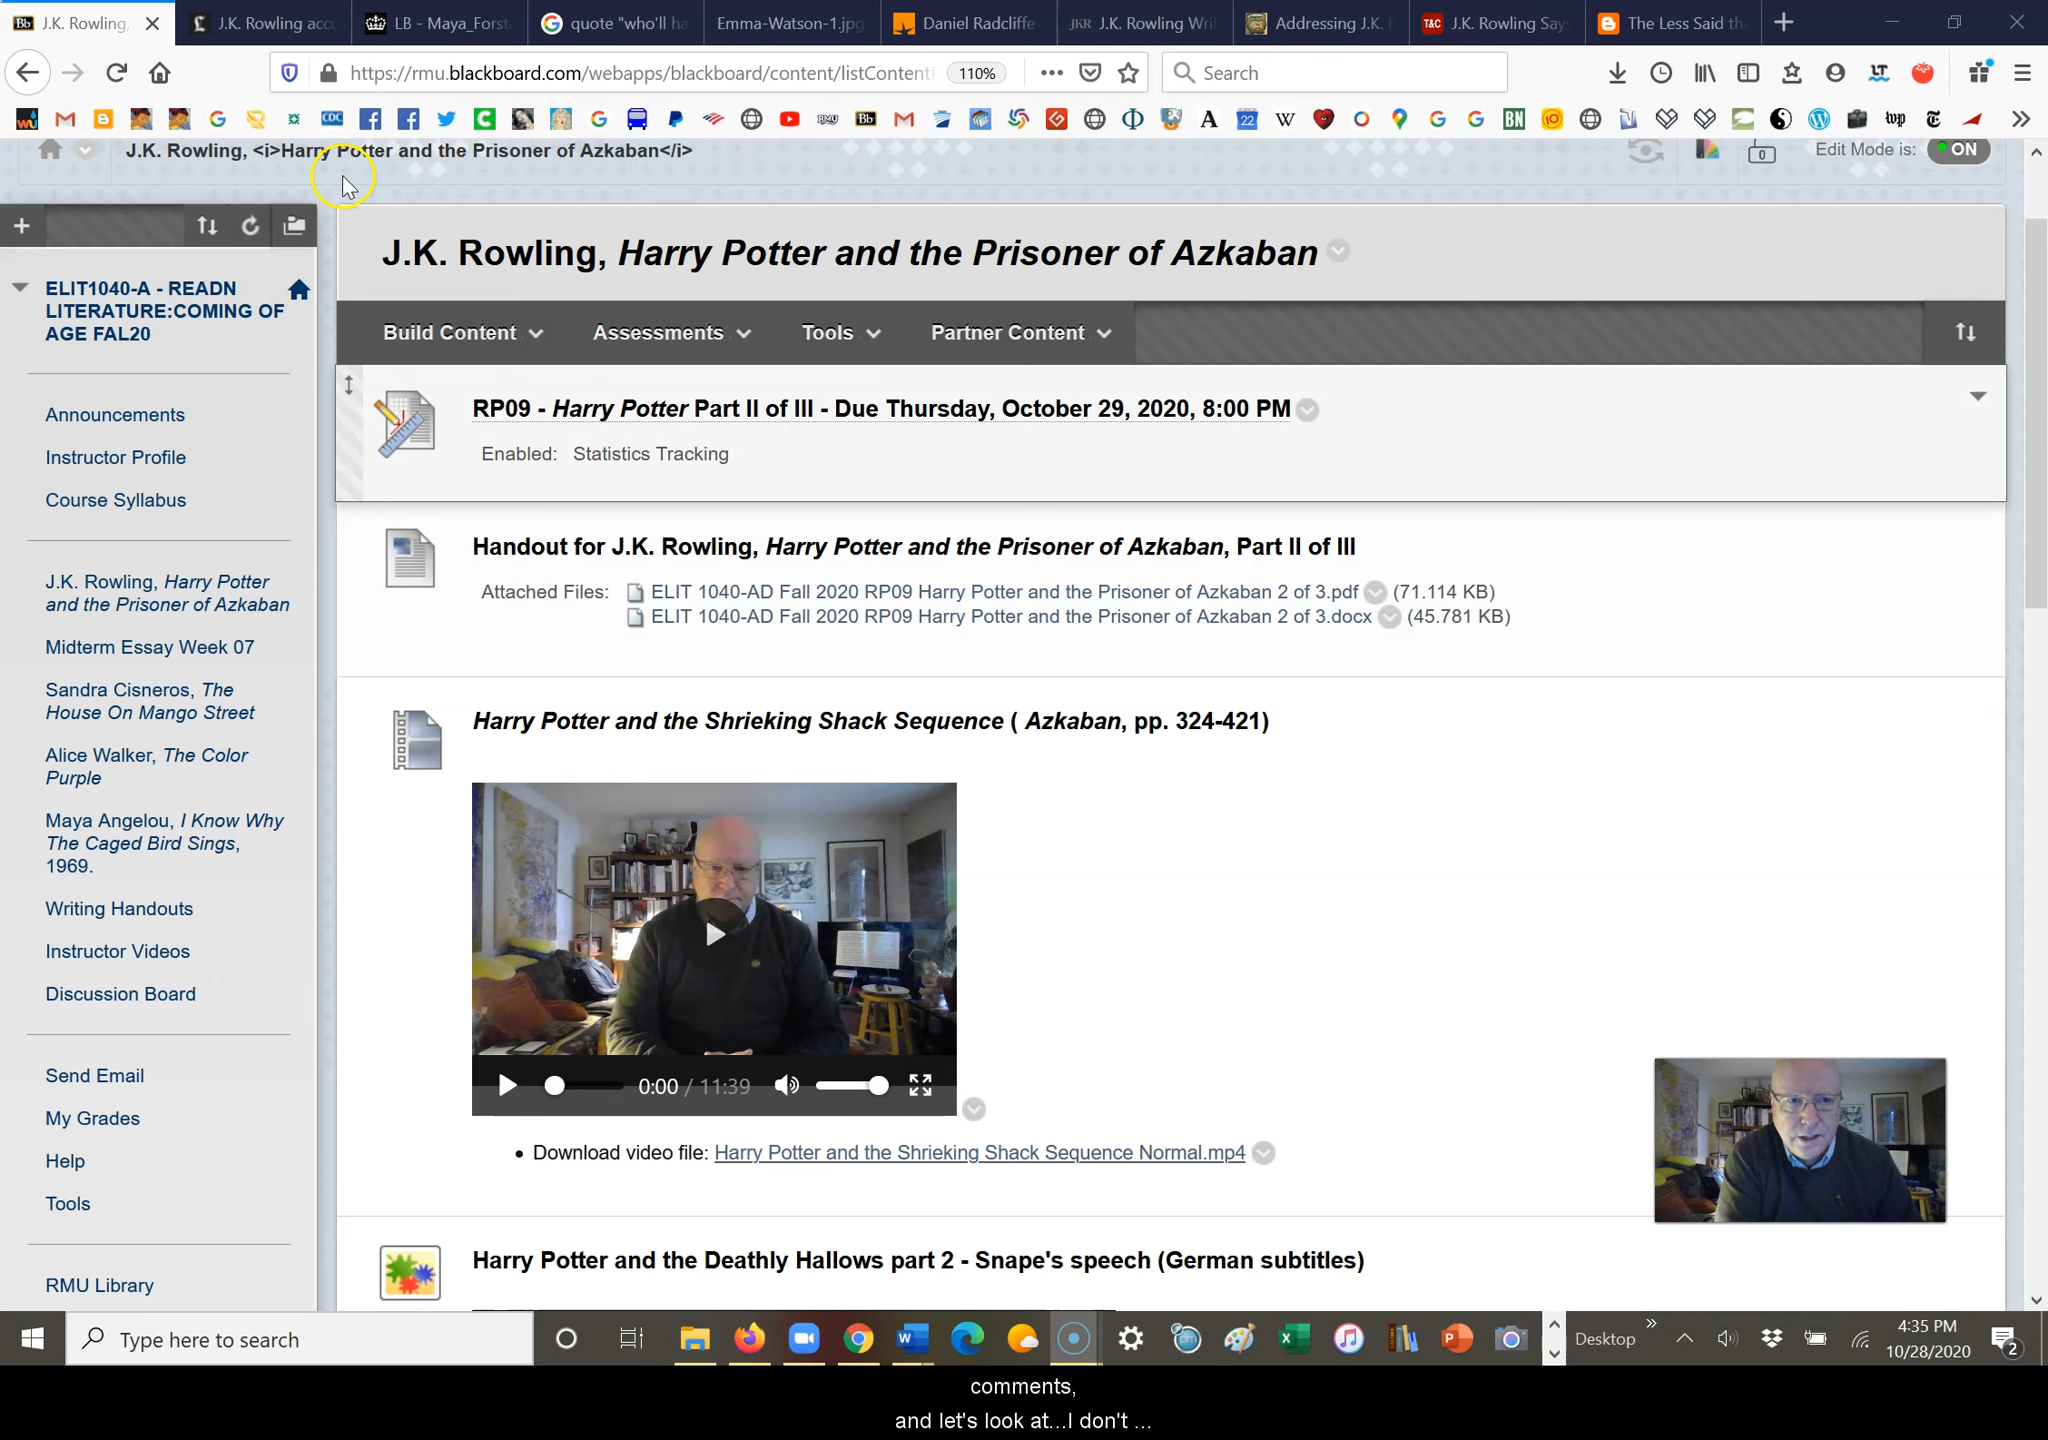 J.K. Rowling,
J.K. Rowling acc
LB - Maya_Forst
quote "who'll ha
Emma-Watson-1.jpg
Daniel Radcliffe
JKR J.K. Rowling Wri
Addressing J.K.
T&C J.K. Rowling Say
The Less Said th
https://rmu.blackboard.com/webapps/blackboard/content/listContent
110%
Search
J.K. Rowling, <i>Harry Potter and the Prisoner of Azkaban</i>
Edit Mode is: ON
J.K. Rowling, Harry Potter and the Prisoner of Azkaban
ELIT1040-A - READN
LITERATURE:COMING OF
AGE FAL20
Announcements
Instructor Profile
Course Syllabus
J.K. Rowling, Harry Potter
and the Prisoner of Azkaban
Midterm Essay Week 07
Sandra Cisneros, The
House On Mango Street
Alice Walker, The Color
Purple
Maya Angelou, I Know Why
The Caged Bird Sings,
1969.
Writing Handouts
Instructor Videos
Discussion Board
Send Email
My Grades
Help
Tools
RMU Library
Build Content
Assessments
Tools
Partner Content
RP09 - Harry Potter Part II of III - Due Thursday, October 29, 2020, 8:00 PM
Enabled: Statistics Tracking
Handout for J.K. Rowling, Harry Potter and the Prisoner of Azkaban, Part II of III
Attached Files: ELIT 1040-AD Fall 2020 RP09 Harry Potter and the Prisoner of Azkaban 2 of 3.pdf (71.114 KB)
ELIT 1040-AD Fall 2020 RP09 Harry Potter and the Prisoner of Azkaban 2 of 3.docx (45.781 KB)
Harry Potter and the Shrieking Shack Sequence ( Azkaban, pp. 324-421)
0:00 / 11:39
Download video file: Harry Potter and the Shrieking Shack Sequence Normal.mp4
Harry Potter and the Deathly Hallows part 2 - Snape's speech (German subtitles)
Type here to search
Desktop
4:35 PM
10/28/2020
2
comments,
and let's look at...I don't ...